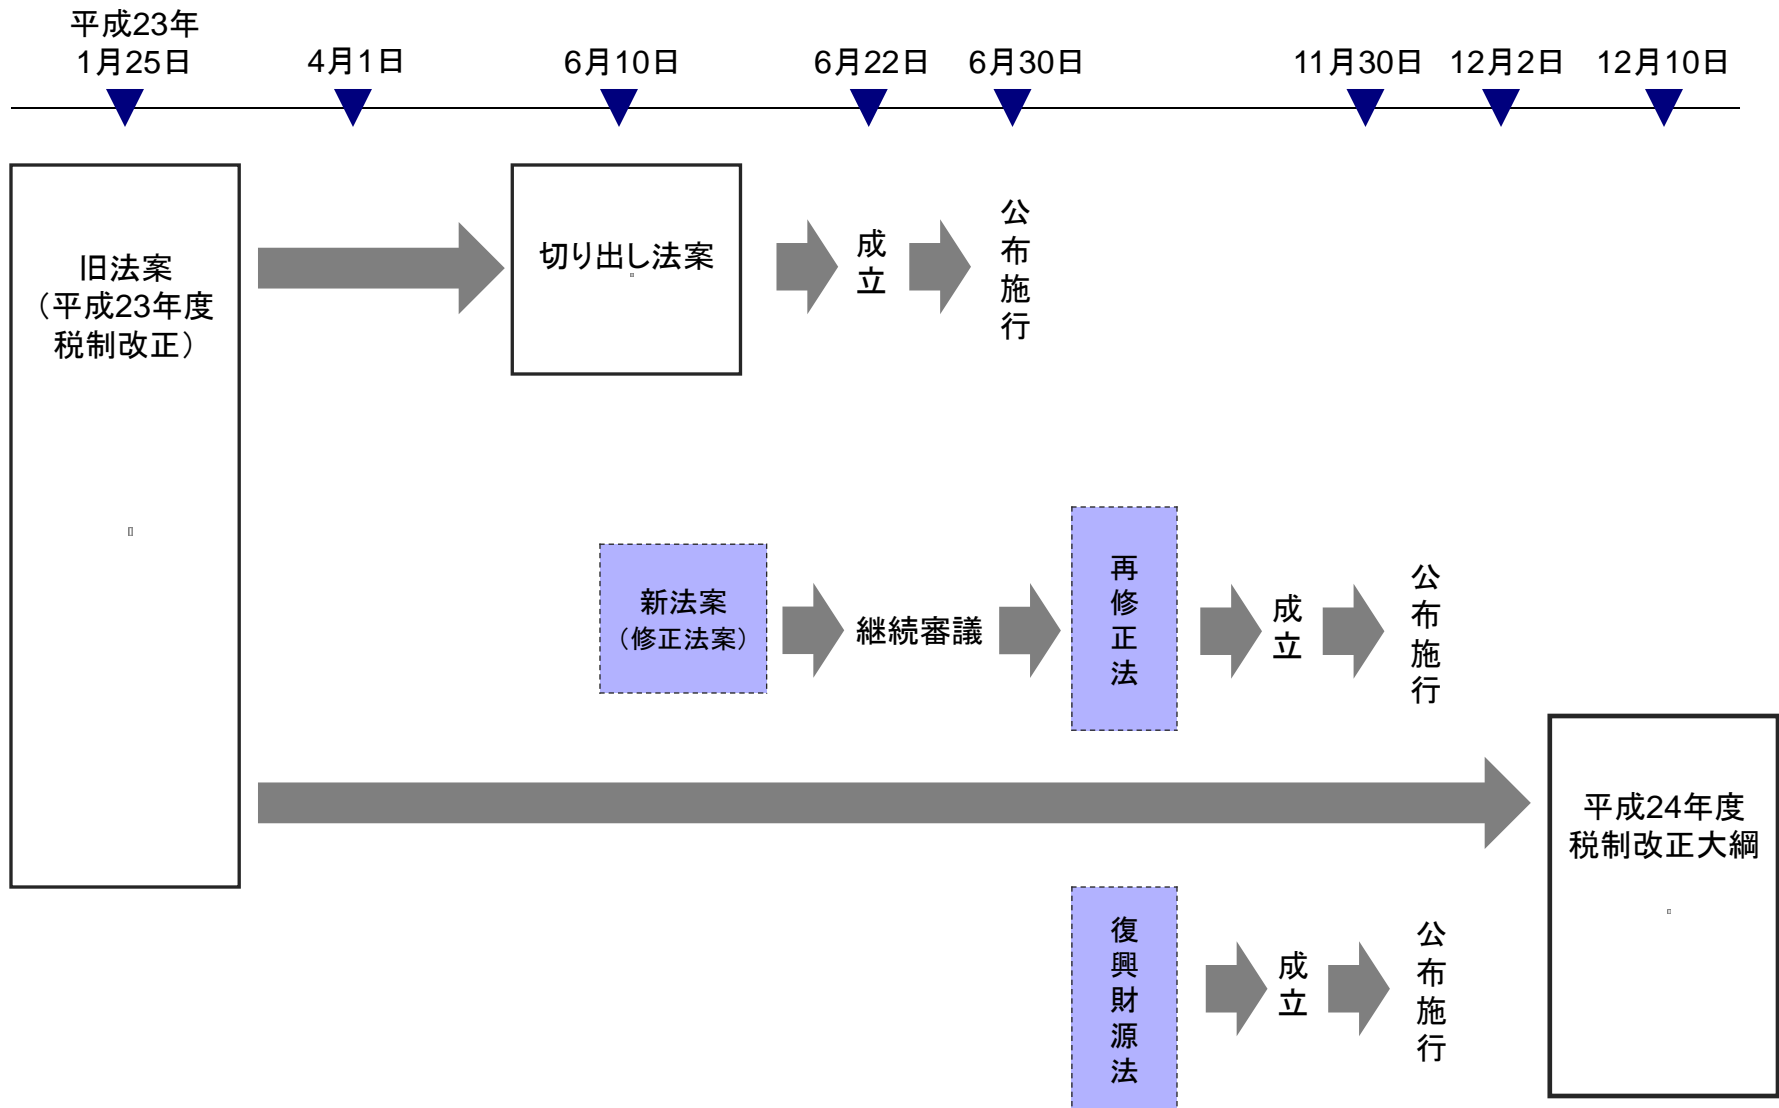 平成23年
1月25日
4月1日
6月10日
6月22日
6月30日
11月30日
12月2日
12月10日
旧法案
（平成23年度
税制改正）
切り出し法案
成立
公布施行
新法案
（修正法案）
継続審議
再修正法
成立
公布施行
平成24年度
税制改正大綱
復興財源法
成立
公布施行